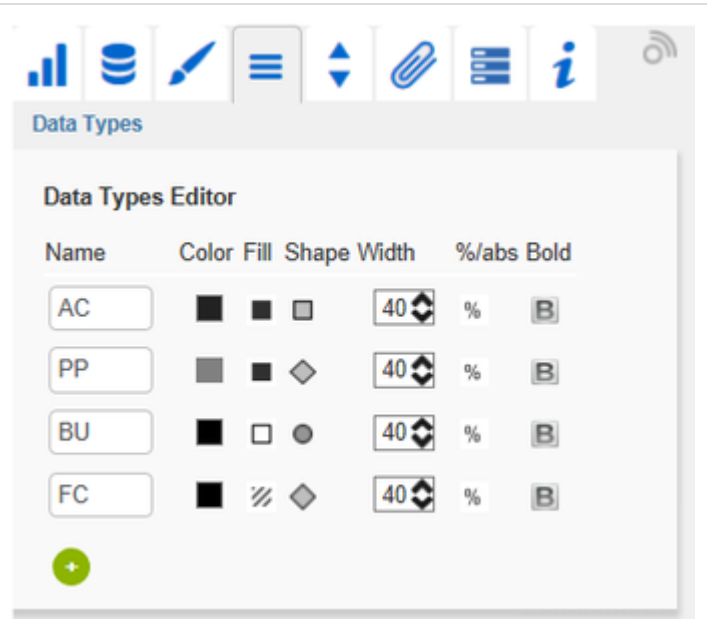 Data Types
Data Types Editor
Name Color Fill Shape Width %/abs Bold
AC 40 % B
PP 40 % B
BU 40 % B
FC 40 % B